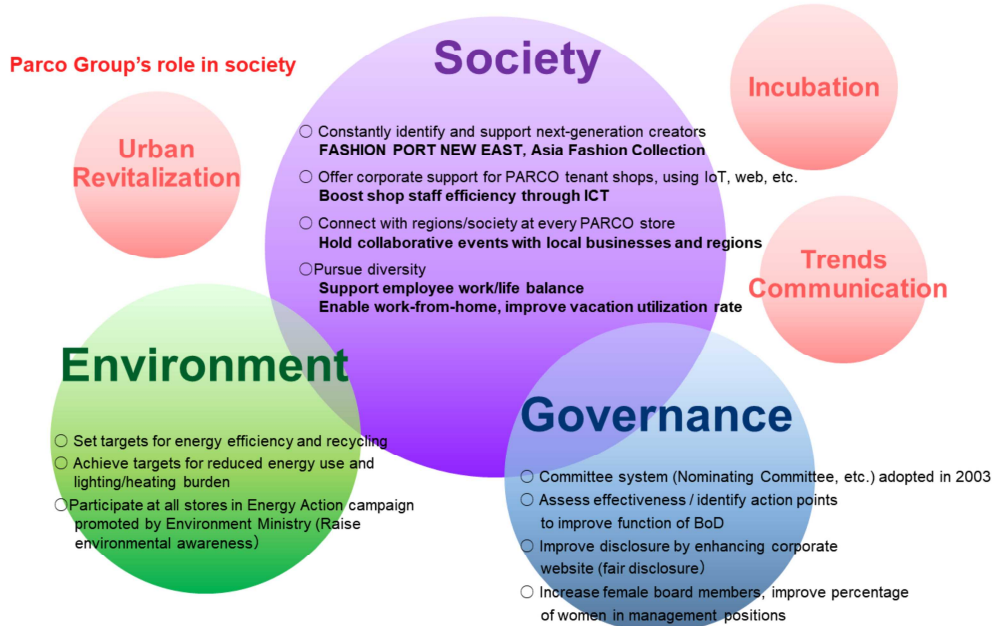 Parco Group's role in society
Urban
Revitalization
Society
○ Constantly identify and support next-generation creators
FASHION PORT NEW EAST, Asia Fashion Collection
○ Offer corporate support for PARCO tenant shops, using IoT, web, etc.
Boost shop staff efficiency through ICT
○ Connect with regions/society at every PARCO store
Hold collaborative events with local businesses and regions
○Pursue diversity
Support employee work/life balance
Enable work-from-home, improve vacation utilization rate
Incubation
Trends
Communication
Environment
○ Set targets for energy efficiency and recycling
○ Achieve targets for reduced energy use and
lighting/heating burden
○Participate at all stores in Energy Action campaign
promoted by Environment Ministry (Raise
environmental awareness）
Governance
○ Committee system (Nominating Committee, etc.) adopted in 2003
○ Assess effectiveness / identify action points
to improve function of BoD
○ Improve disclosure by enhancing corporate
website (fair disclosure）
○ Increase female board members, improve percentage
of women in management positions